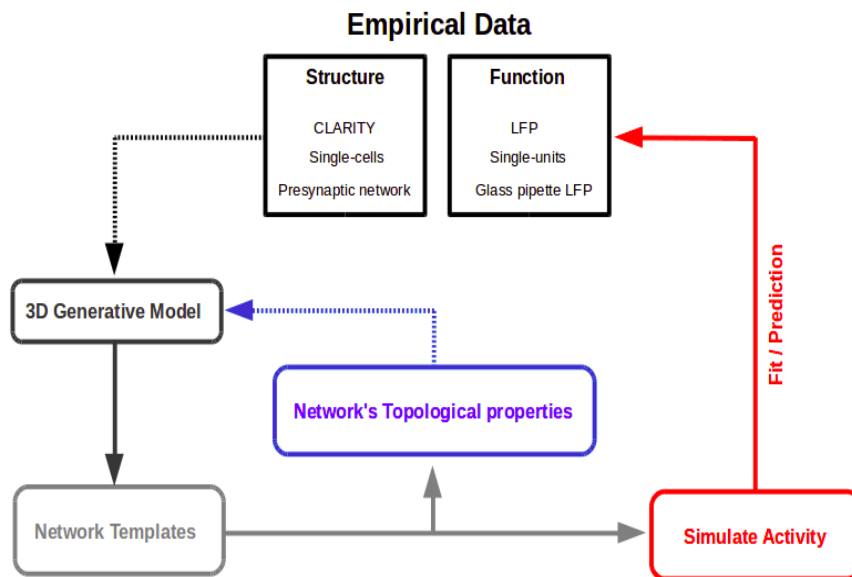 Empirical Data
Structure
CLARITY
Single-cells
Presynaptic network
Function
LFP
Single-units
Glass pipette LFP
3D Generative Model
Fit / Prediction
Network's Topological properties
Network Templates
Simulate Activity